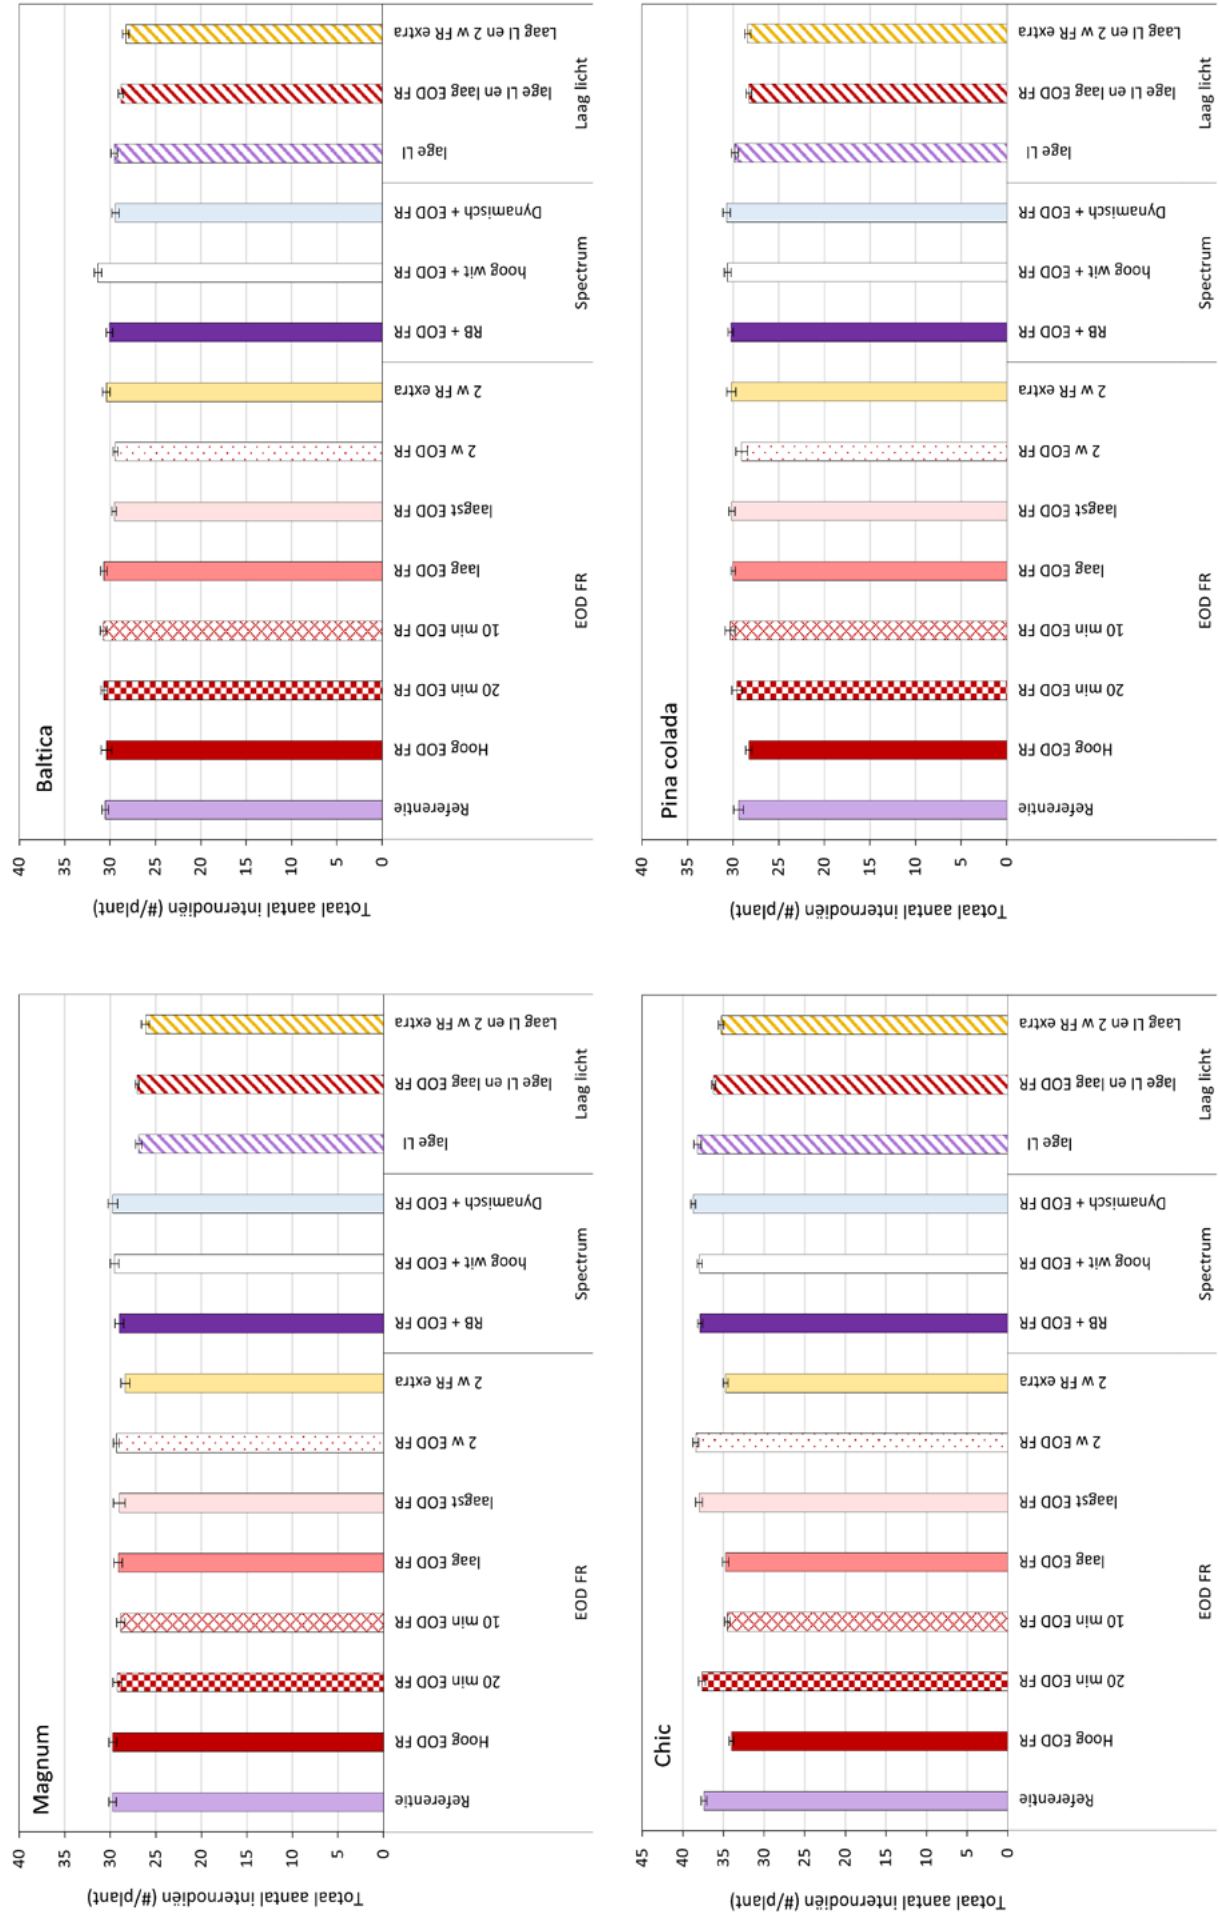 Magnum
Totaal aantal internodiën (#/plant)
40
35
30
25
20
15
10
5
0
Referentie
Hoog EOD FR
20 min EOD FR
10 min EOD FR
laag EOD FR
laagst EOD FR
2 w EOD FR
2 w FR extra
RB + EOD FR
hoog wit + EOD FR
Dynamisch + EOD FR
lage LI
lage LI en laag EOD FR
Laag LI en 2 w FR extra
EOD FR
Spectrum
Laag licht
Baltica
Totaal aantal internodiën (#/plant)
40
35
30
25
20
15
10
5
0
Referentie
Hoog EOD FR
20 min EOD FR
10 min EOD FR
laag EOD FR
laagst EOD FR
2 w EOD FR
2 w FR extra
RB + EOD FR
hoog wit + EOD FR
Dynamisch + EOD FR
lage LI
lage LI en laag EOD FR
Laag LI en 2 w FR extra
EOD FR
Spectrum
Laag licht
Chic
Totaal aantal internodiën (#/plant)
45
40
35
30
25
20
15
10
5
0
Referentie
Hoog EOD FR
20 min EOD FR
10 min EOD FR
laag EOD FR
laagst EOD FR
2 w EOD FR
2 w FR extra
RB + EOD FR
hoog wit + EOD FR
Dynamisch + EOD FR
lage LI
lage LI en laag EOD FR
Laag LI en 2 w FR extra
EOD FR
Spectrum
Laag licht
Pina colada
Totaal aantal internodiën (#/plant)
40
35
30
25
20
15
10
5
0
Referentie
Hoog EOD FR
20 min EOD FR
10 min EOD FR
laag EOD FR
laagst EOD FR
2 w EOD FR
2 w FR extra
RB + EOD FR
hoog wit + EOD FR
Dynamisch + EOD FR
lage LI
lage LI en laag EOD FR
Laag LI en 2 w FR extra
EOD FR
Spectrum
Laag licht